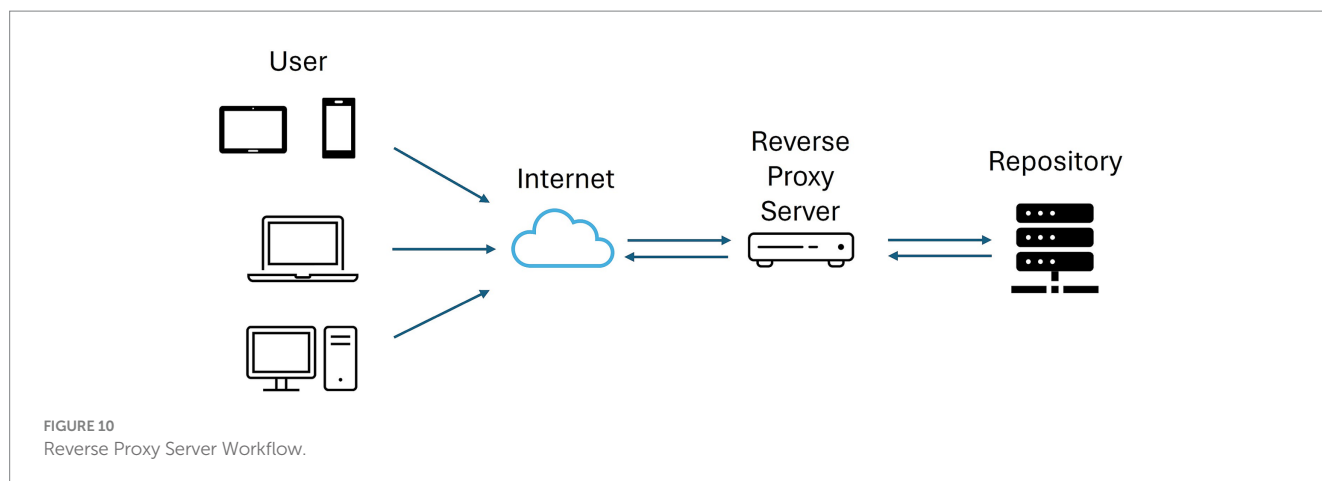 User
Internet
Reverse
Proxy
Server
Repository
FIGURE 10
Reverse Proxy Server Workflow.